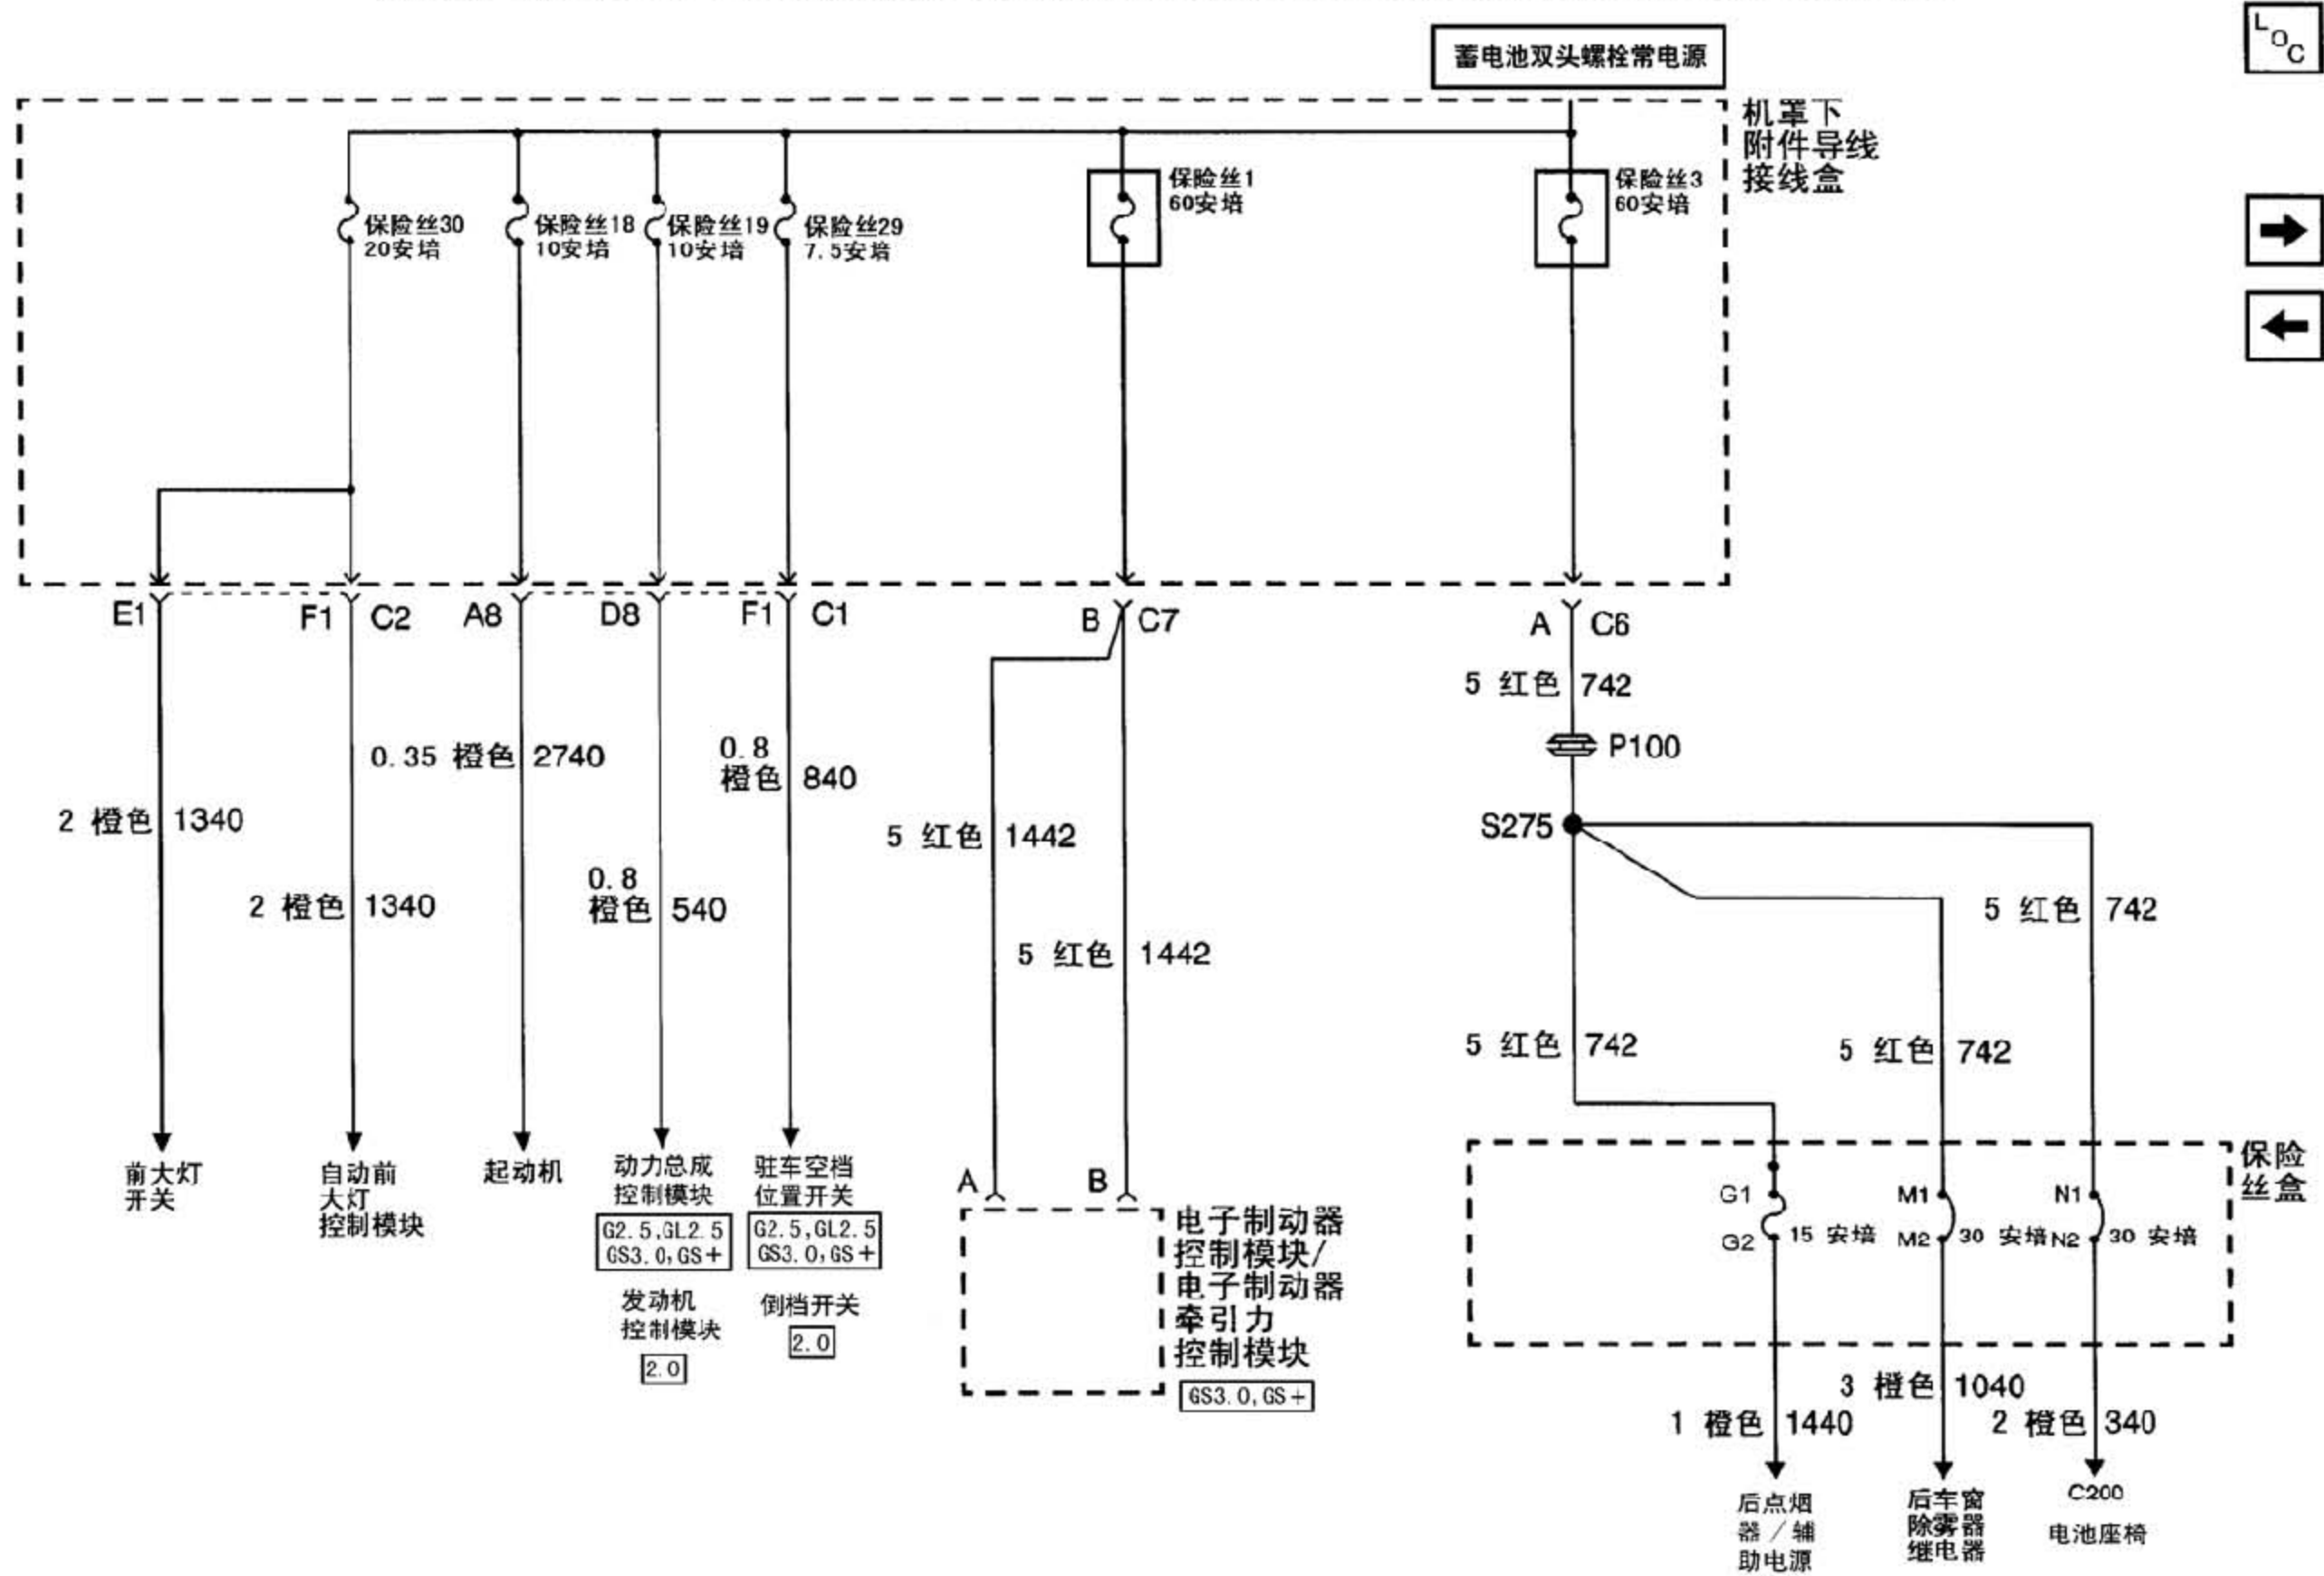 蓄电池双头螺栓常电源
LOC
机罩下
附件导线
接线盒
保险丝30
20安培
保险丝18
10安培
保险丝19
10安培
保险丝29
7.5安培
保险丝1
60安培
保险丝3
60安培
E1
F1
C2
A8
D8
F1
C1
B
C7
A
C6
5 红色 742
P100
S275
0.35 橙色 2740
0.8
橙色 840
2 橙色 1340
2 橙色 1340
0.8
橙色 540
5 红色 1442
5 红色 1442
5 红色 742
5 红色 742
5 红色 742
前大灯
开关
自动前
大灯
控制模块
起动机
动力总成
控制模块
G2.5,GL2.5
GS3.0,GS+
发动机
控制模块
2.0
驻车空档
位置开关
G2.5,GL2.5
GS3.0,GS+
倒档开关
2.0
A
B
电子制动器
控制模块/
电子制动器
牵引力
控制模块
GS3.0,GS+
保险
丝盒
G1
G2
15 安培
M1
M2
30 安培
N1
N2
30 安培
1 橙色 1440
3 橙色 1040
2 橙色 340
后点烟
器/辅
助电源
后车窗
除雾器
继电器
C200
电池座椅